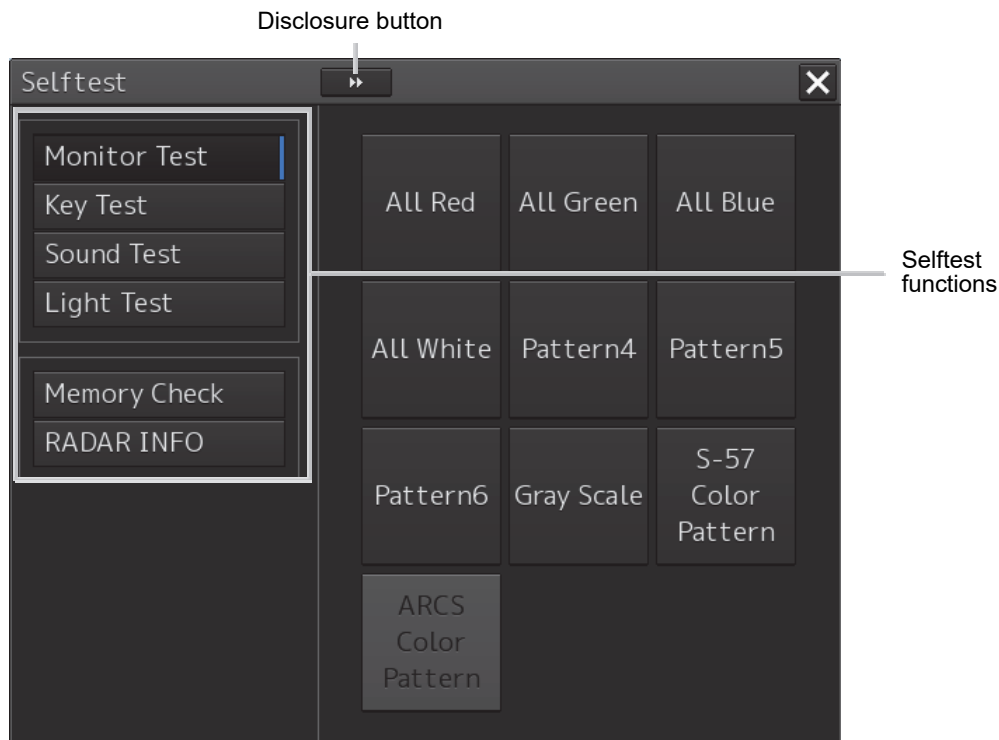 Disclosure button
Selftest
Monitor Test
Key Test
Sound Test
Light Test
Memory Check
RADAR INFO
All Red
All Green
All Blue
All White
Pattern4
Pattern5
Pattern6
Gray Scale
S-57
Color
Pattern
ARCS
Color
Pattern
Selftest
functions